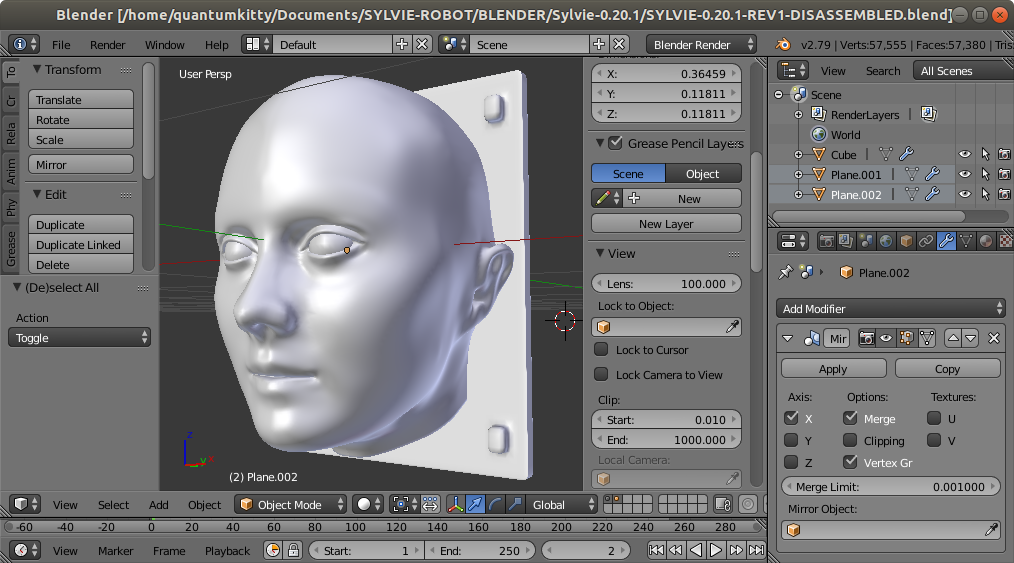 Blender [/home/quantumkitty/Documents/SYLVIE-ROBOT/BLENDER/Sylvie-0.20.1/SYLVIE-0.20.1-REV1-DISASSEMBLED.blend]
File Render Window Help Default Scene Blender Render v2.79 | Verts:57,555 | Faces:57,380 | Tris
To
Cr
Rela
Anim
Phy
Grease
Transform
Translate
Rotate
Scale
Mirror
Edit
Duplicate
Duplicate Linked
Delete
(De)select All
Action
Toggle
User Persp
z
y
(2) Plane.002
X: 0.36459
Y: 0.11811
Z: 0.11811
Grease Pencil Layers
Scene Object
New
New Layer
View
Lens: 100.000
Lock to Object:
Lock to Cursor
Lock Camera to View
Clip:
Start: 0.010
End: 1000.000
Local Camera:
View Search All Scenes
Scene
RenderLayers
World
Cube
Plane.001
Plane.002
Plane.002
Add Modifier
Mir
Apply Copy
Axis: Options: Textures:
X Merge U
Y Clipping V
Z Vertex Gr
Merge Limit: 0.001000
Mirror Object:
View Select Add Object Object Mode Global
-60 -40 -20 0 20 40 60 80 100 120 140 160 180 200 220 240 260 280
View Marker Frame Playback Start: 1 End: 250 2